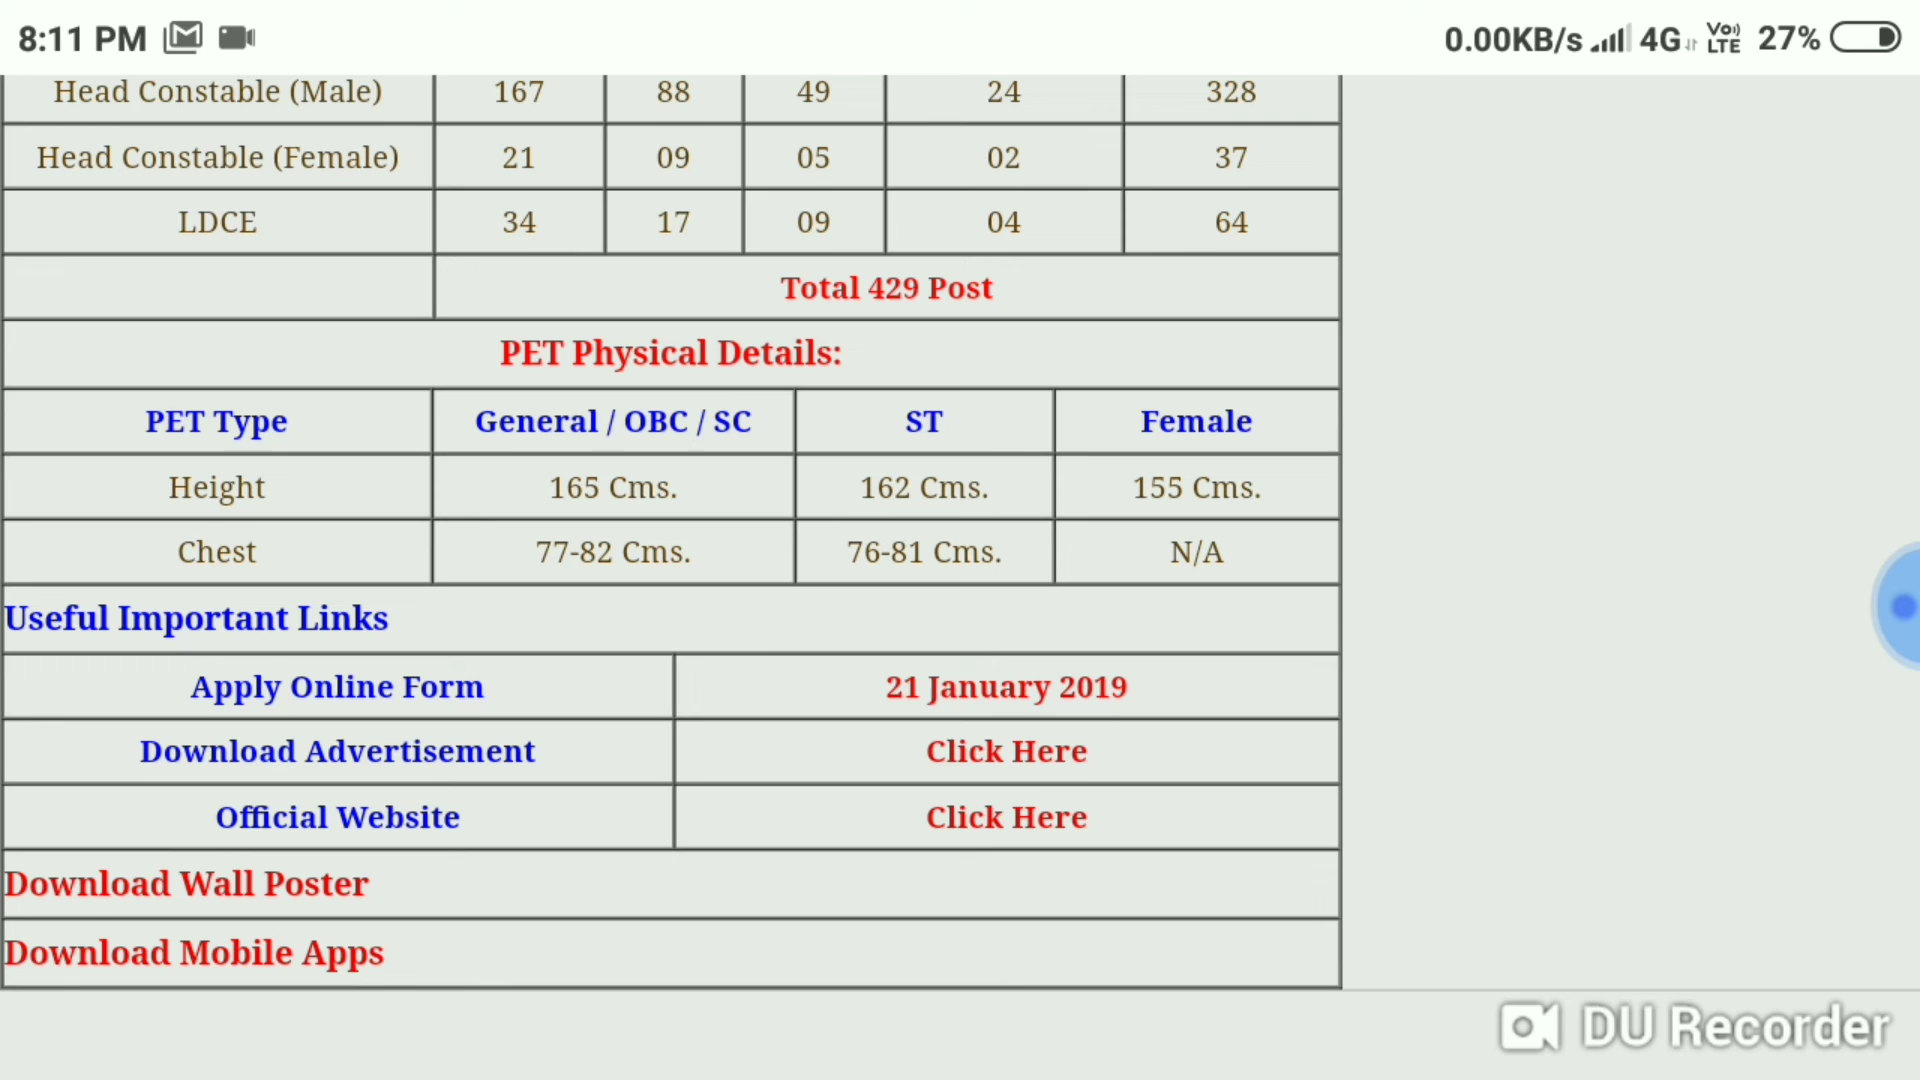 8:11 PM 0.00KB/s 4G Vo) LTE 27%
Head Constable (Male) 167 88 49 24 328
Head Constable (Female) 21 09 05 02 37
LDCE 34 17 09 04 64
Total 429 Post
PET Physical Details:
PET Type General / OBC / SC ST Female
Height 165 Cms. 162 Cms. 155 Cms.
Chest 77-82 Cms. 76-81 Cms. N/A
Useful Important Links
Apply Online Form 21 January 2019
Download Advertisement Click Here
Official Website Click Here
Download Wall Poster
Download Mobile Apps
DU Recorder